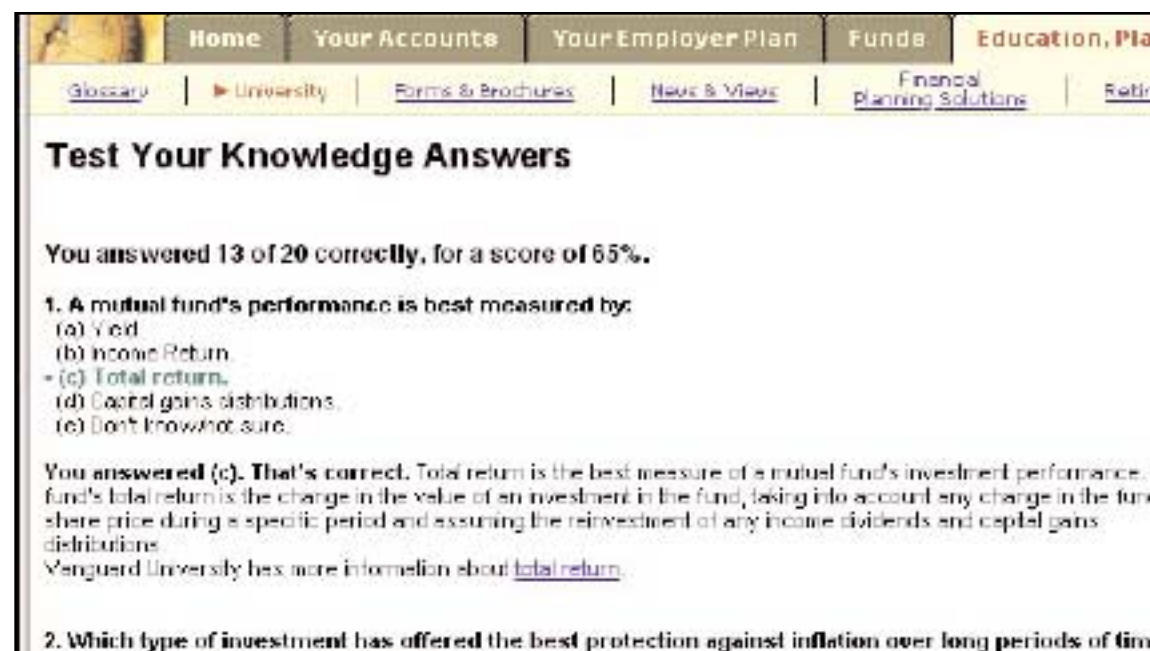 Home Your Accounts Your Employer Plan Funds Education, Pla
Glossary University Forms & Brochures News & Views Financial Planning Solutions Retir
Test Your Knowledge Answers
You answered 13 of 20 correctly, for a score of 65%.
1. A mutual fund's performance is best measured by:
(a) Yield
(b) Income Return.
- (c) Total return.
(d) Capital gains distributions.
(e) Don't know/not sure.
You answered (c). That's correct. Total return is the best measure of a mutual fund's investment performance.
fund's total return is the change in the value of an investment in the fund, taking into account any change in the fund
share price during a specific period and assuming the reinvestment of any income dividends and capital gains
distributions
Vanguard University has more information about total return.
2. Which type of investment has offered the best protection against inflation over long periods of tim